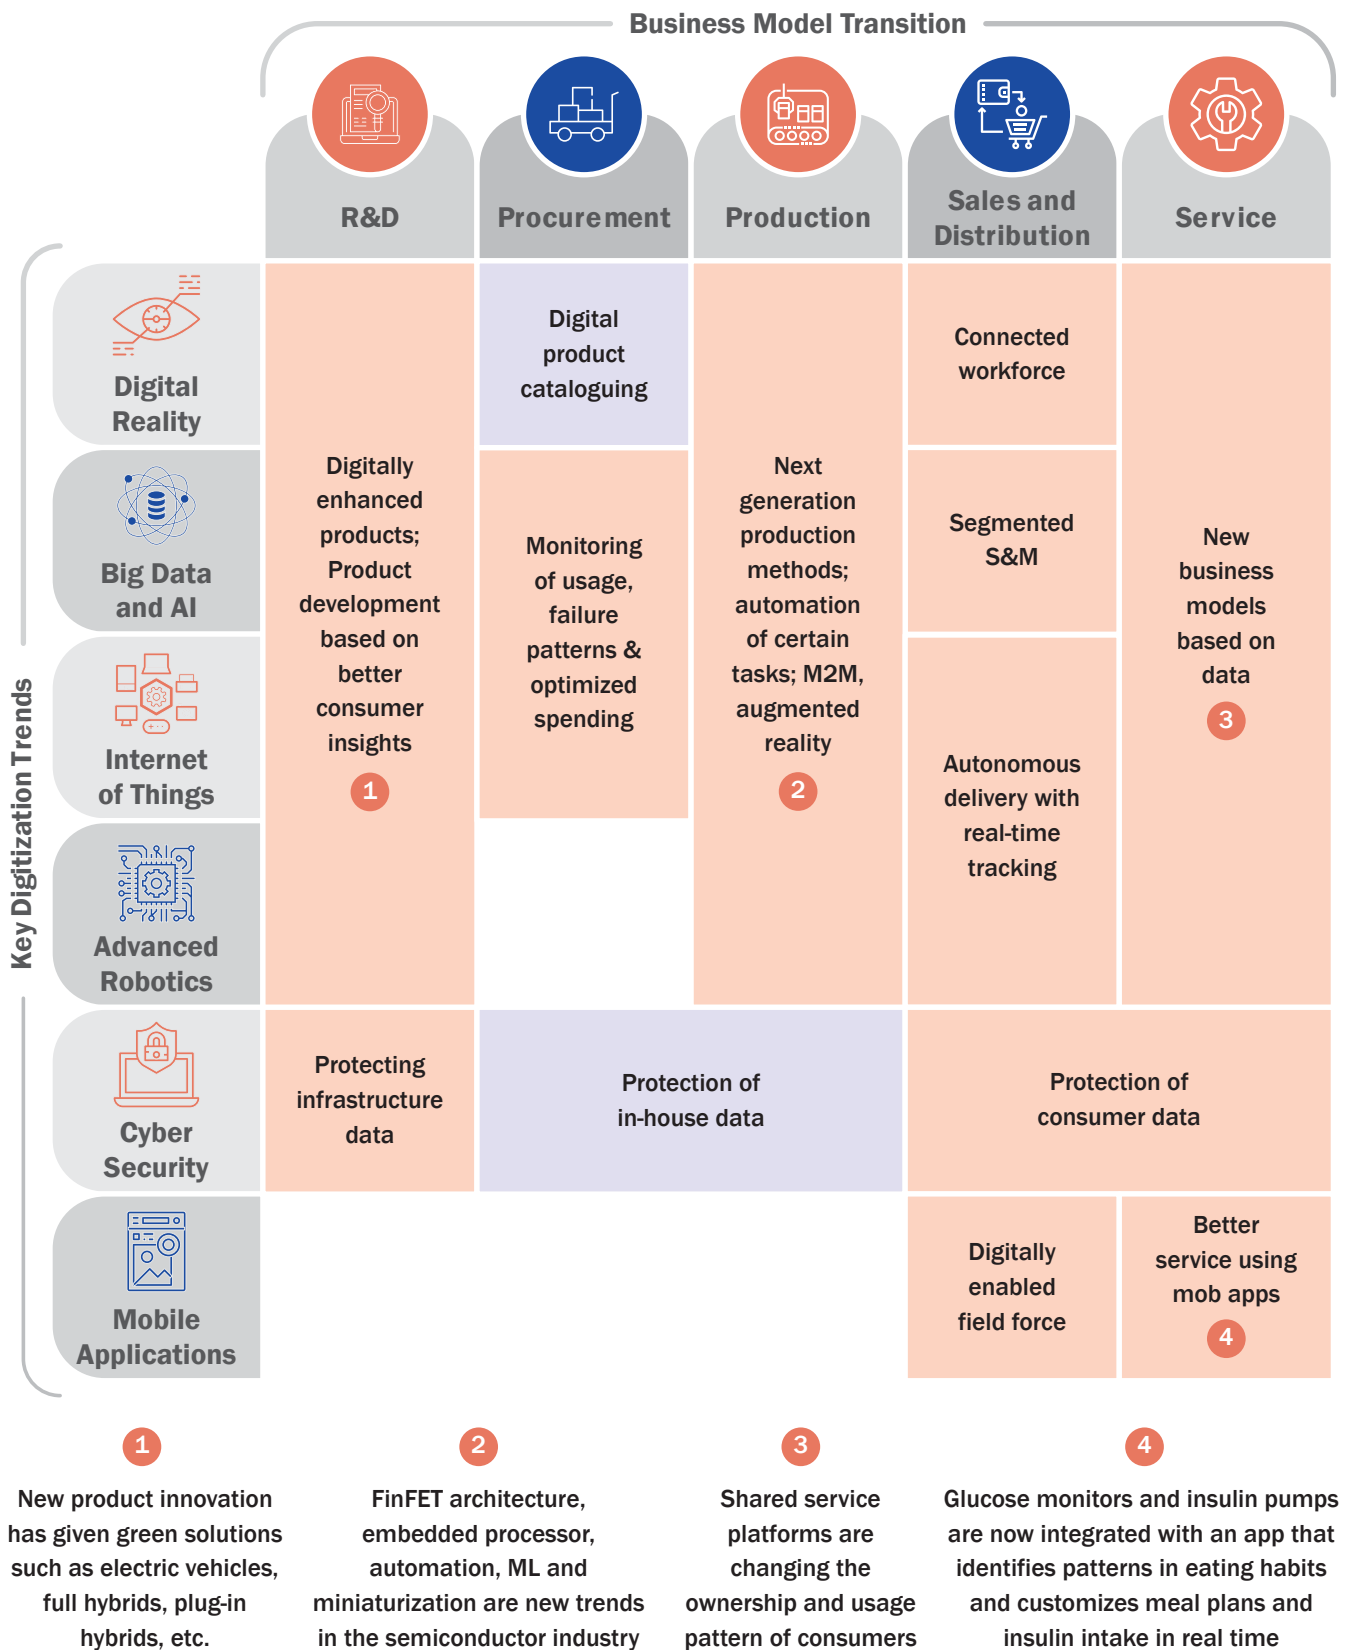 Business Model Transition
R&D
Procurement
Production
Sales and
Distribution
Service
Key Digitization Trends
Digital
Reality
Big Data
and AI
Internet
of Things
Advanced
Robotics
Cyber
Security
Mobile
Applications
Digitally
enhanced
products;
Product
development
based on
better
consumer
insights
1
Digital
product
cataloguing
Monitoring
of usage,
failure
patterns &
optimized
spending
Next
generation
production
methods;
automation
of certain
tasks; M2M,
augmented
reality
2
Connected
workforce
Segmented
S&M
Autonomous
delivery with
real-time
tracking
New
business
models
based on
data
3
Protecting
infrastructure
data
Protection of
in-house data
Protection of
consumer data
Digitally
enabled
field force
Better
service using
mob apps
4
1
New product innovation
has given green solutions
such as electric vehicles,
full hybrids, plug-in
hybrids, etc.
2
FinFET architecture,
embedded processor,
automation, ML and
miniaturization are new trends
in the semiconductor industry
3
Shared service
platforms are
changing the
ownership and usage
pattern of consumers
4
Glucose monitors and insulin pumps
are now integrated with an app that
identifies patterns in eating habits
and customizes meal plans and
insulin intake in real time